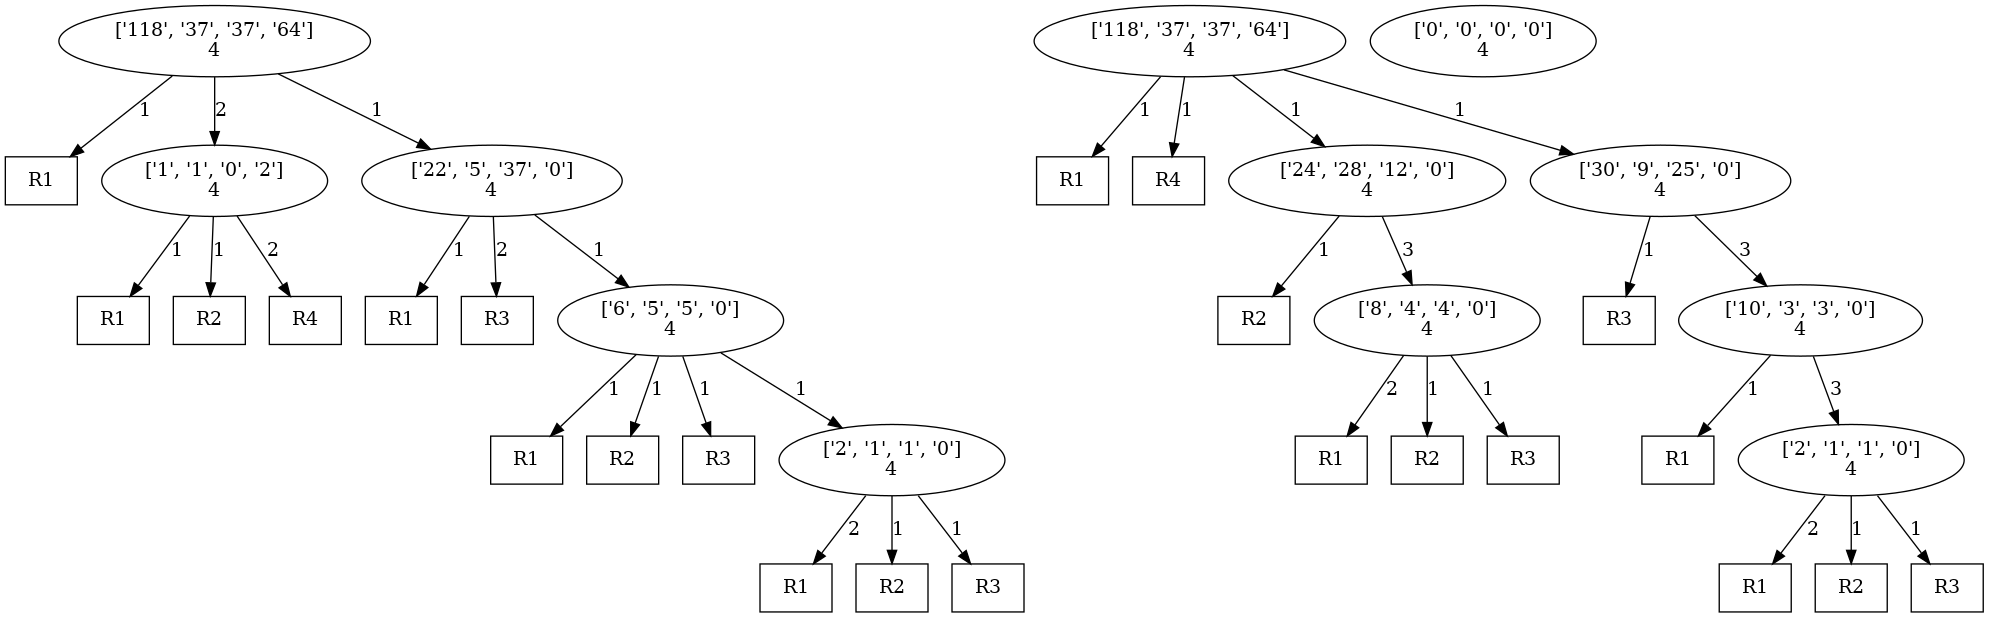 ['118', '37', '37', '64']
4
['118', '37', '37', '64']
4
['0', '0', '0', '0']
4
1
2
1
1
1
1
1
R1
['1', '1', '0', '2']
4
['22', '5', '37', '0']
4
R1
R4
['24', '28', '12', '0']
4
['30', '9', '25', '0']
4
1
1
2
1
2
1
1
3
1
3
R1
R2
R4
R1
R3
['6', '5', '5', '0']
4
R2
['8', '4', '4', '0']
4
R3
['10', '3', '3', '0']
4
1
1
1
1
2
1
1
1
3
R1
R2
R3
['2', '1', '1', '0']
4
R1
R2
R3
R1
['2', '1', '1', '0']
4
2
1
1
2
1
1
R1
R2
R3
R1
R2
R3